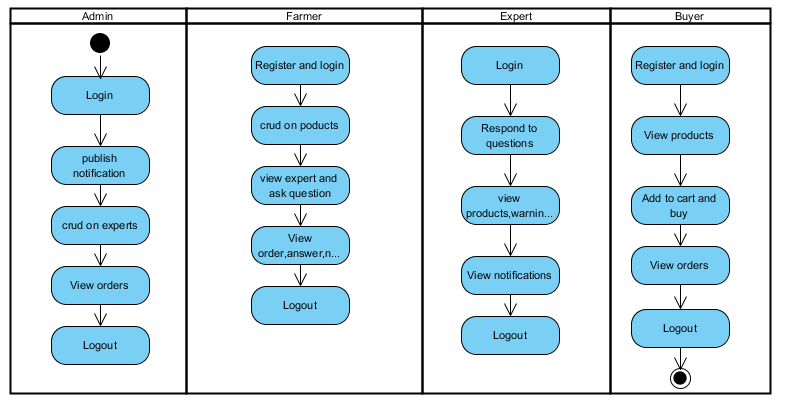 Admin
Farmer
Expert
Buyer
Login
publish
notification
crud on experts
View orders
Logout
Register and login
crud on poducts
view expert and
ask question
View
order,answer,n...
Logout
Login
Respond to
questions
view
products,warnin...
View notifications
Logout
Register and login
View products
Add to cart and
buy
View orders
Logout